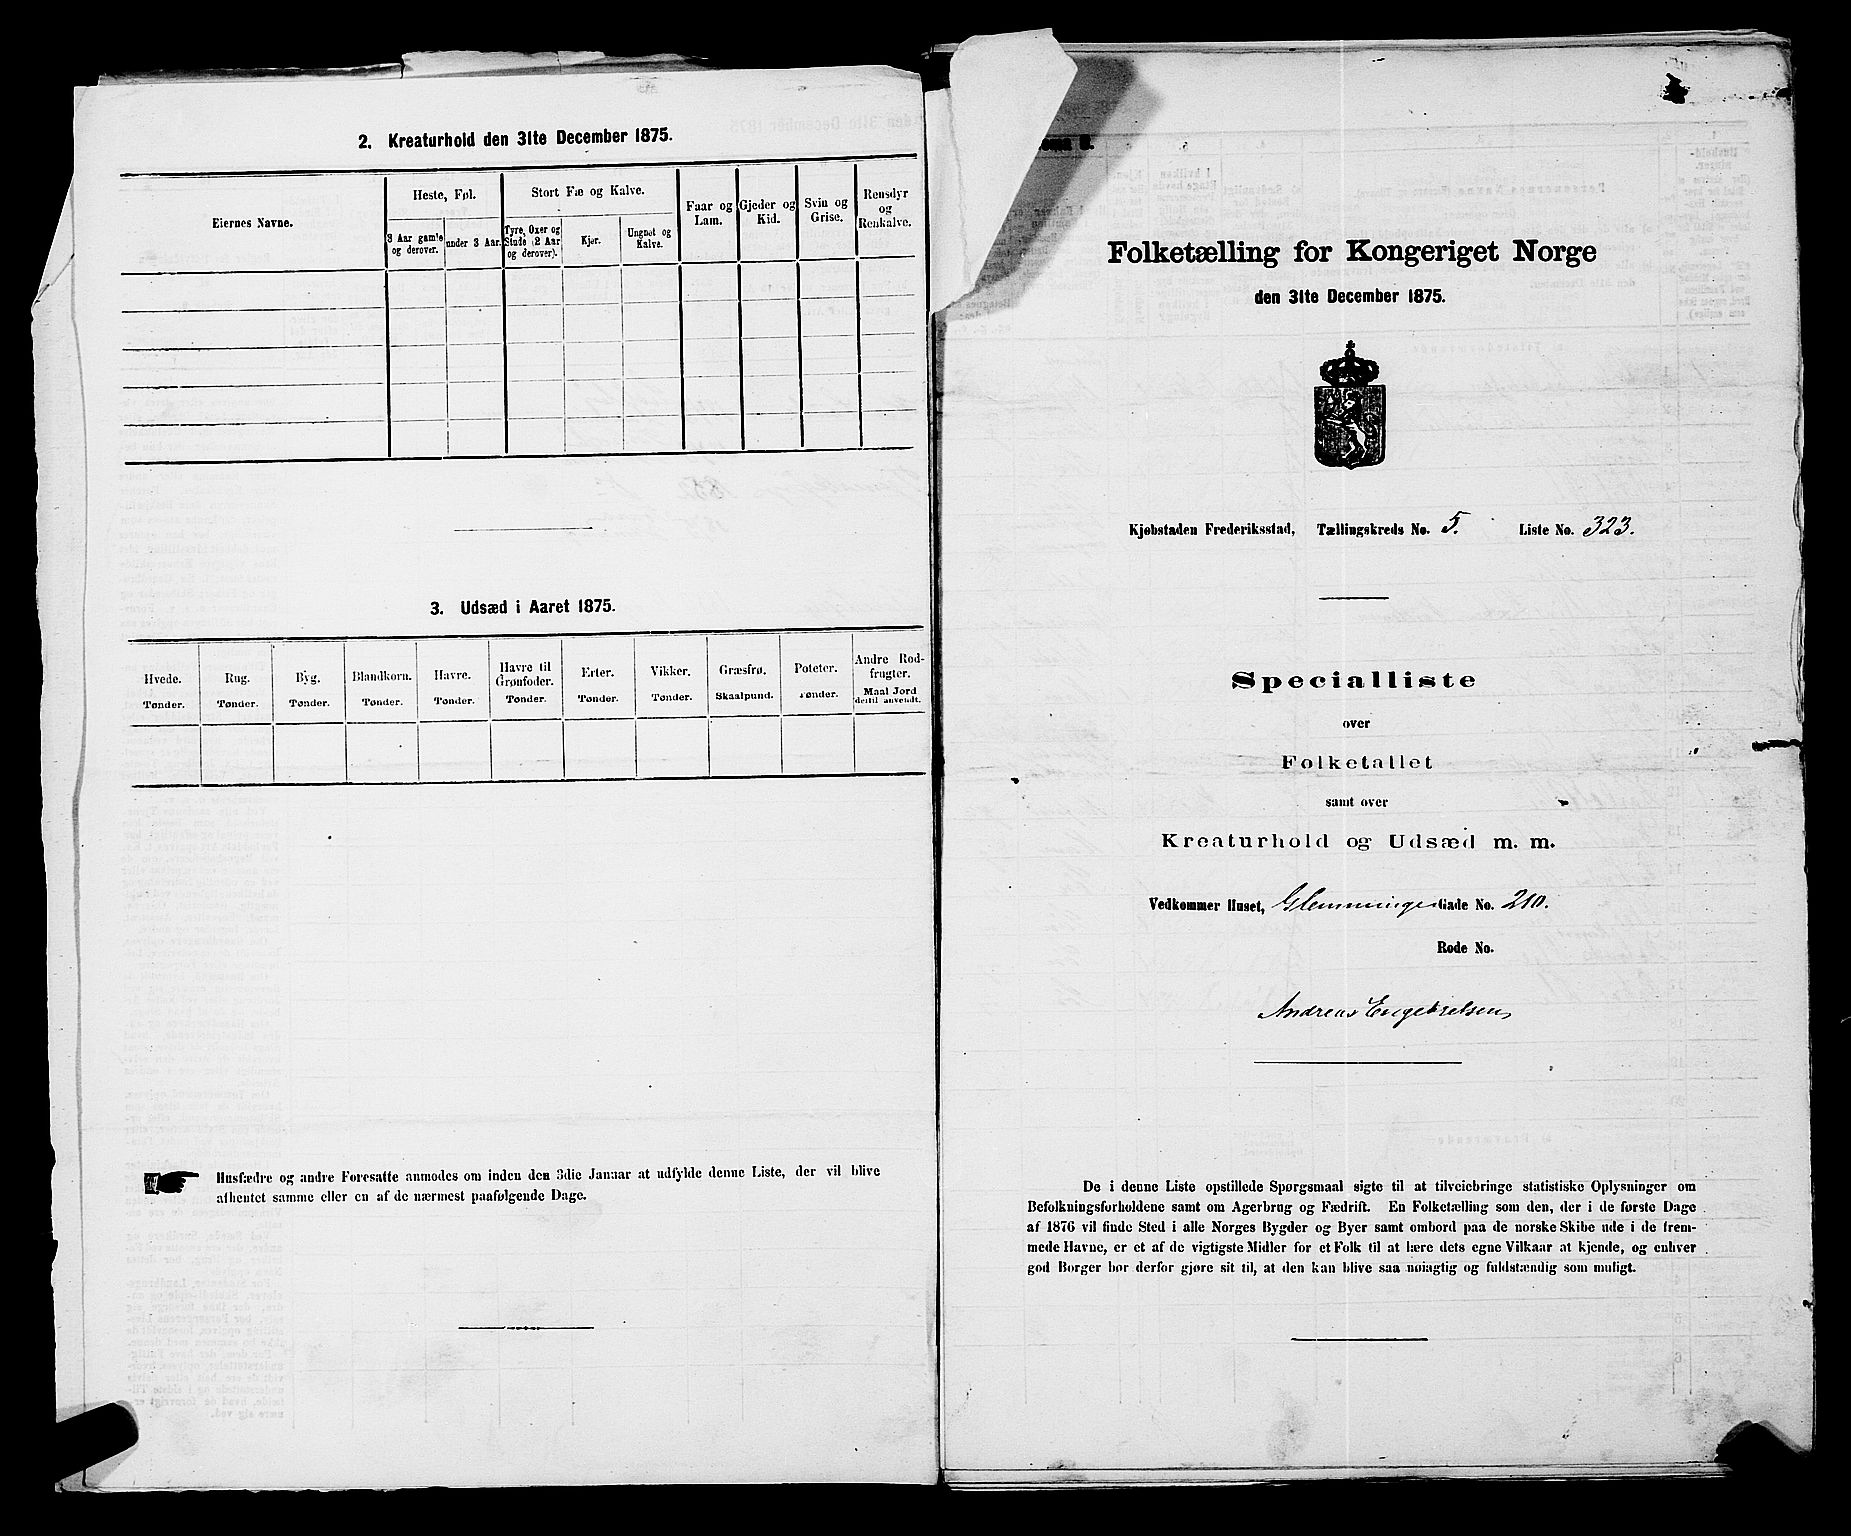 2. Kreaturhold den 31te December 1875.
Eiernes Navne.
Heste, Føl.
3 Aar gamle og derover.
under 3 Aar.
Stort Fæ og Kalve.
Tyre, Oxer og Stude (2 Aar og derover).
Kjør.
Ungnøt og Kalve.
Faar og Lam.
Gjeder og Kid.
Svin og Grise.
Rensdyr og Renkalve.
3. Udsæd i Aaret 1875.
Hvede. Tønder.
Rug. Tønder.
Byg. Tønder.
Blandkorn. Tønder.
Havre. Tønder.
Havre til Grønfoder. Tønder.
Erter. Tønder.
Vikker. Tønder.
Græsfrø. Skaalpund.
Poteter. Tønder.
Andre Rodfrugter. Maal Jord dertil anvendt.
Husfædre og andre Foresatte anmodes om inden den 3die Januar at udfylde denne Liste, der vil blive
afhentet samme eller en af de nærmest paafølgende Dage.
Folketælling for Kongeriget Norge
den 31te December 1875.
Kjøbstaden Frederiksstad, Tællingskreds No. 5. Liste No. 323.
Specialliste
over
Folketallet
samt over
Kreaturhold og Udsæd m. m.
Vedkommer Huset, Glemminge Gade No. 210.
Rode No.
Andreas Engebretsen
De i denne Liste opstillede Spørgsmaal sigte til at tilveiebringe statistiske Oplysninger om
Befolkningsforholdene samt om Agerbrug og Fædrift. En Folketælling som den, der i de første Dage
af 1876 vil finde Sted i alle Norges Bygder og Byer samt ombord paa de norske Skibe ude i de frem-
mede Havne, er et af de vigtigste Midler for et Folk til at lære dets egne Vilkaar at kjende, og enhver
god Borger bør derfor gjøre sit til, at den kan blive saa nøiagtig og fuldstændig som muligt.